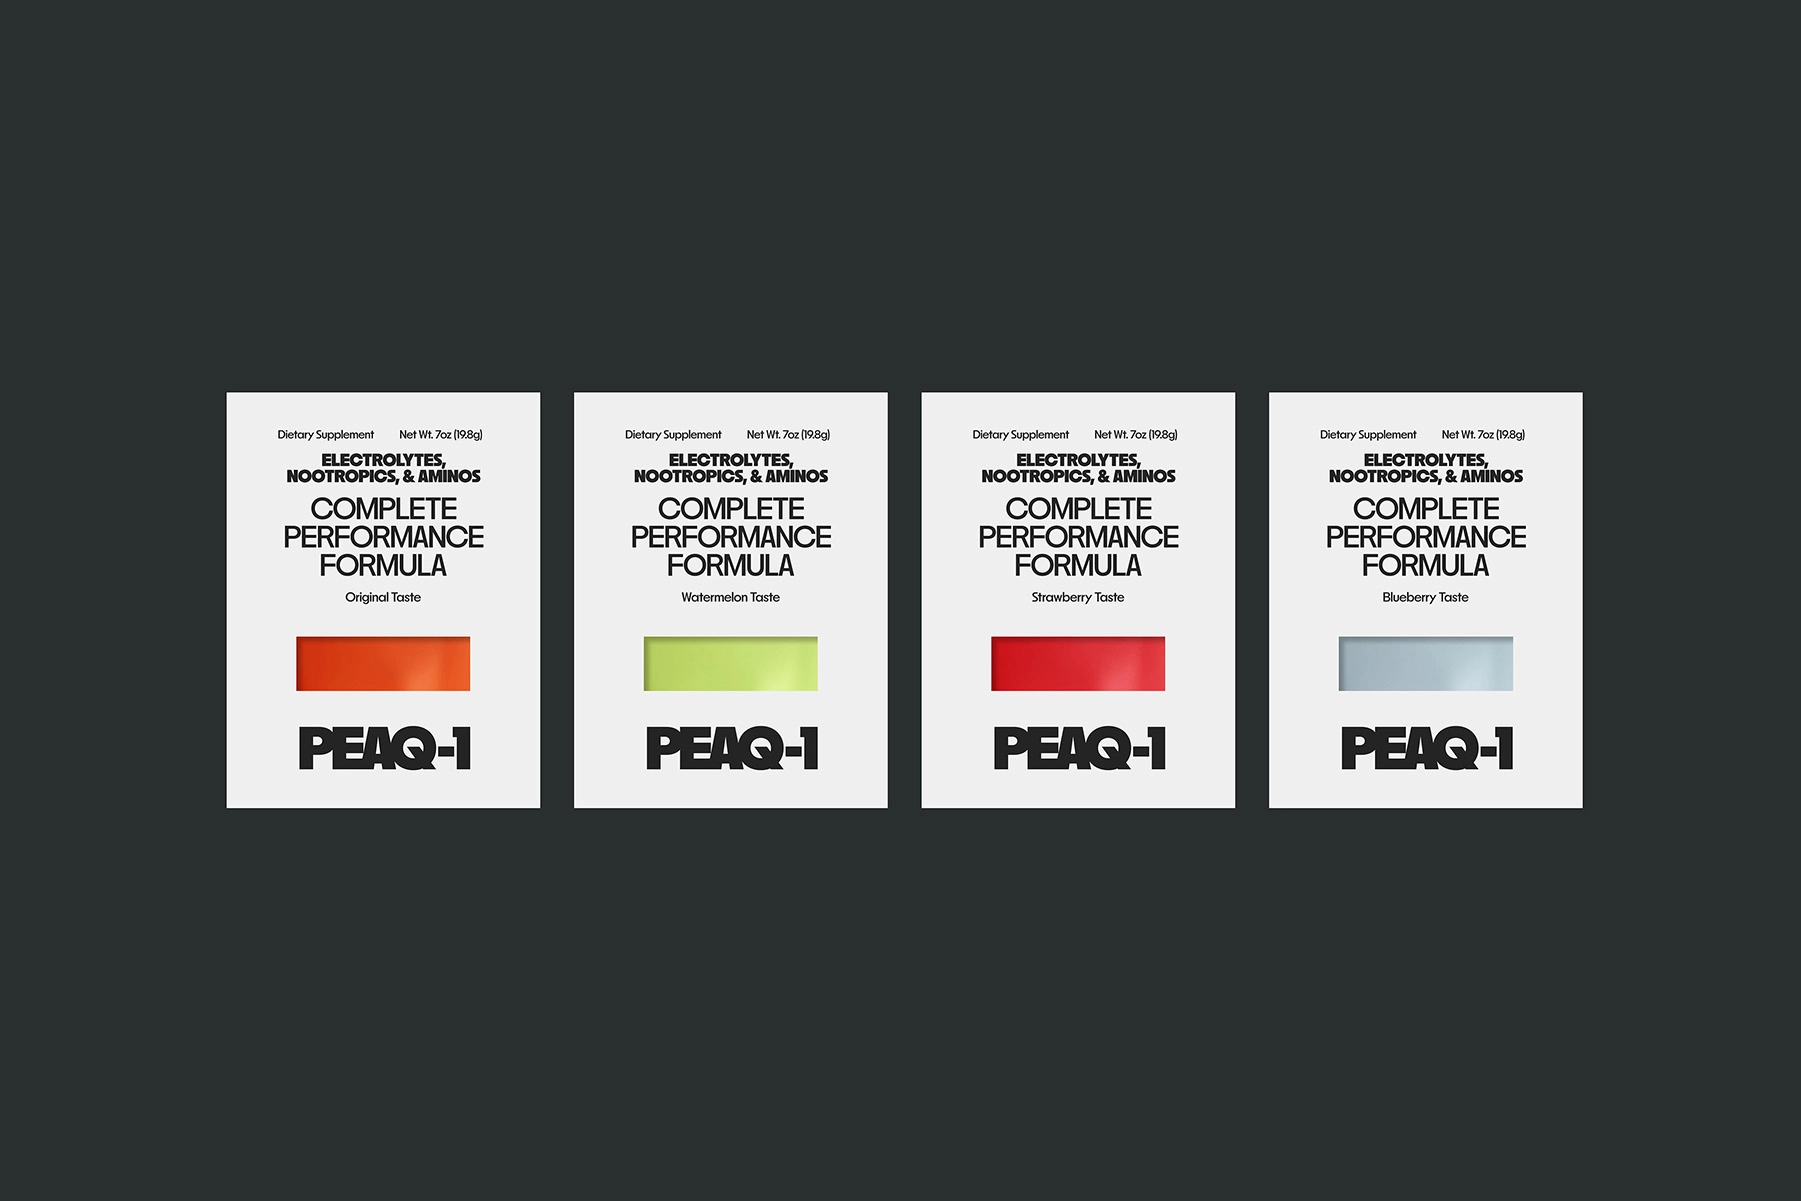 Dietary Supplement Net Wt. 7oz (19.8g)
ELECTROLYTES,
NOOTROPICS, & AMINOS
COMPLETE
PERFORMANCE
FORMULA
Original Taste
PEAQ-1
Dietary Supplement Net Wt. 7oz (19.8g)
ELECTROLYTES,
NOOTROPICS, & AMINOS
COMPLETE
PERFORMANCE
FORMULA
Watermelon Taste
PEAQ-1
Dietary Supplement Net Wt. 7oz (19.8g)
ELECTROLYTES,
NOOTROPICS, & AMINOS
COMPLETE
PERFORMANCE
FORMULA
Strawberry Taste
PEAQ-1
Dietary Supplement Net Wt. 7oz (19.8g)
ELECTROLYTES,
NOOTROPICS, & AMINOS
COMPLETE
PERFORMANCE
FORMULA
Blueberry Taste
PEAQ-1